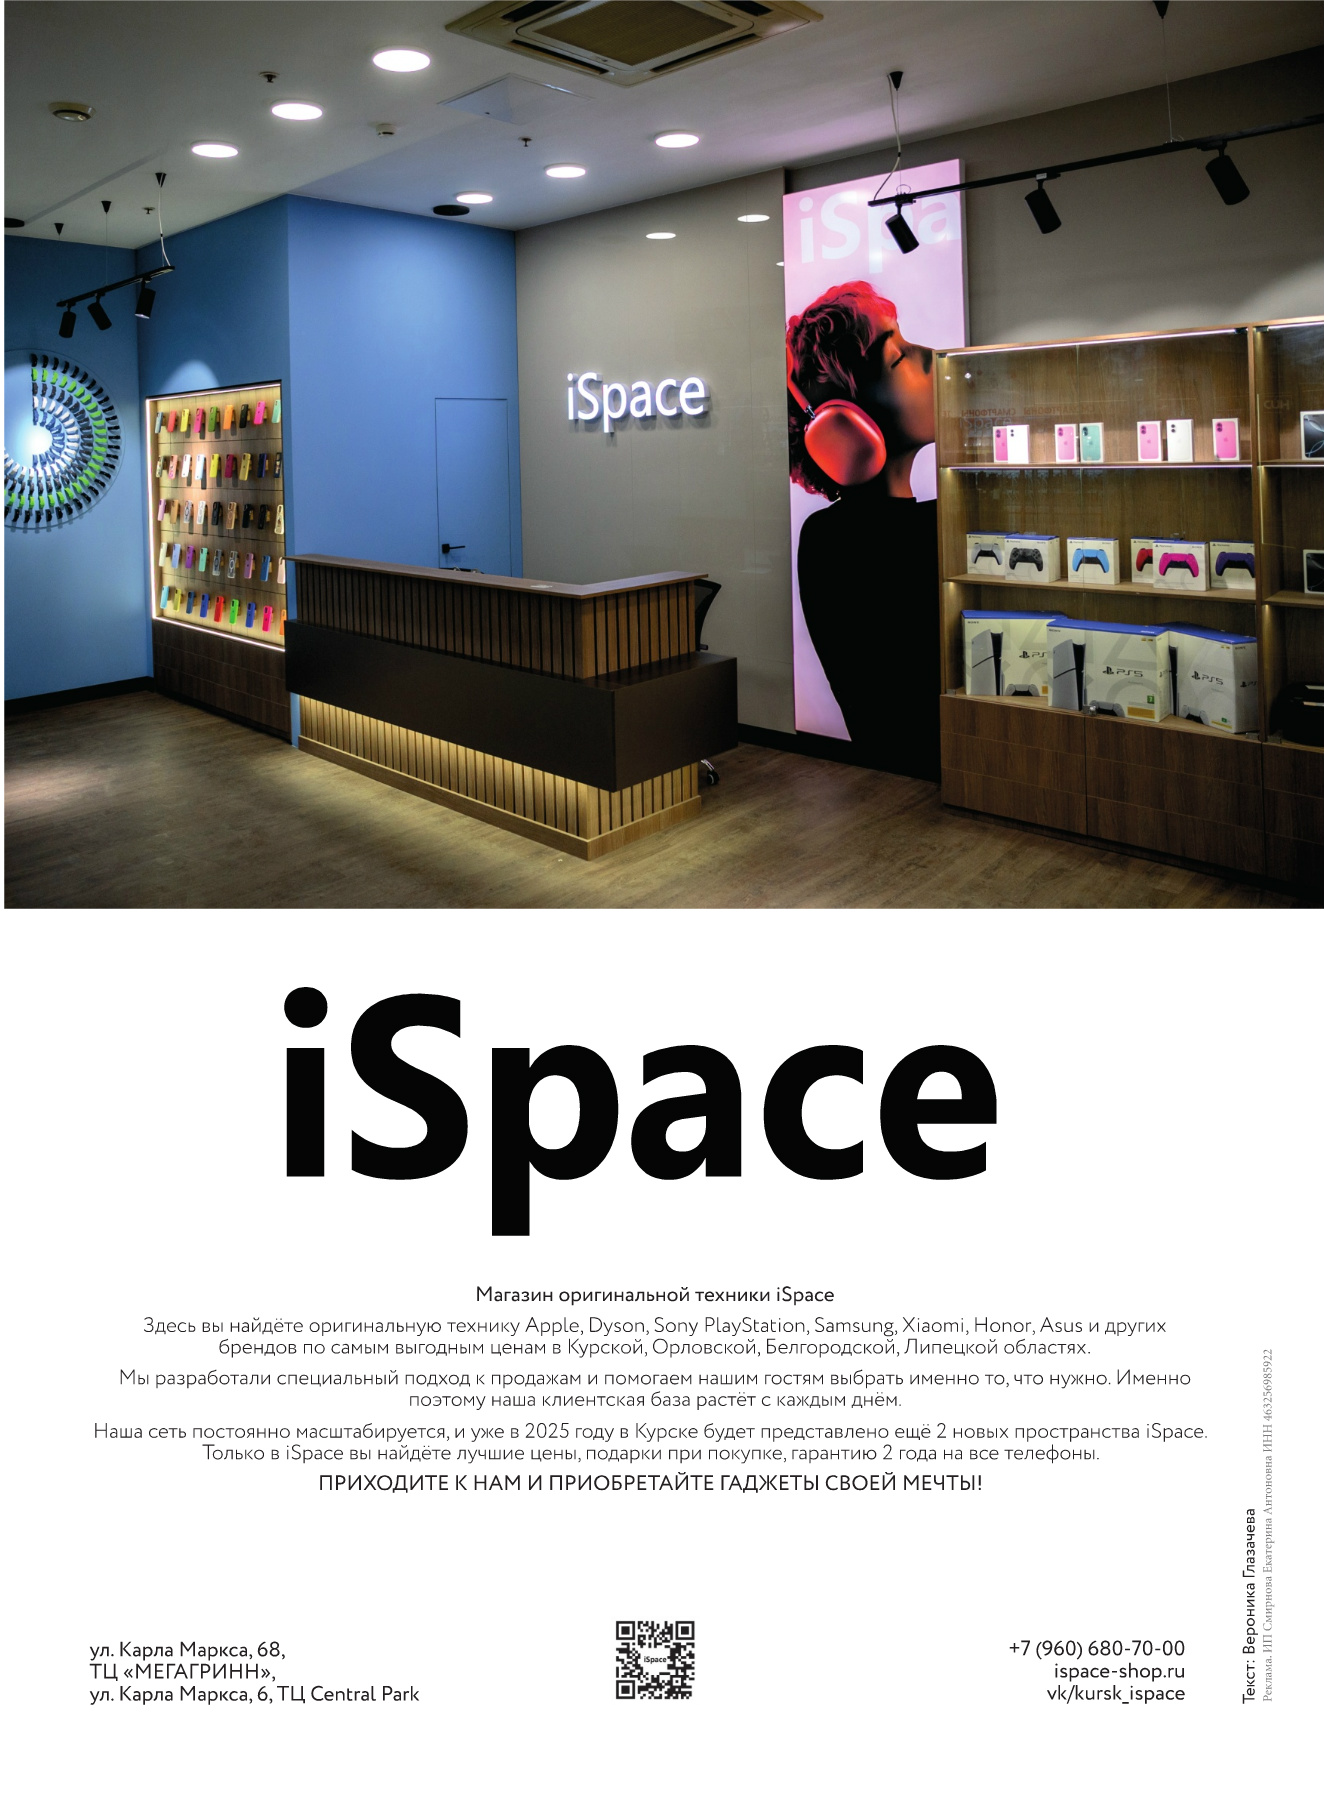 iSpa
iSpace
PS5
PS5
PS5
iSpace
Магазин оригинальной техники iSpace
Здесь вы найдёте оригинальную технику Apple, Dyson, Sony PlayStation, Samsung, Xiaomi, Honor, Asus и других
брендов по самым выгодным ценам в Курской, Орловской, Белгородской, Липецкой областях.
Мы разработали специальный подход к продажам и помогаем нашим гостям выбрать именно то, что нужно. Именно
поэтому наша клиентская база растёт с каждым днём.
Наша сеть постоянно масштабируется, и уже в 2025 году в Курске будет представлено ещё 2 новых пространства iSpace.
Только в iSpace вы найдёте лучшие цены, подарки при покупке, гарантию 2 года на все телефоны.
ПРИХОДИТЕ К НАМ И ПРИОБРЕТАЙТЕ ГАДЖЕТЫ СВОЕЙ МЕЧТЫ!
ул. Карла Маркса, 68,
ТЦ «МЕГАГРИНН»,
ул. Карла Маркса, 6, ТЦ Central Park
iSpace
+7 (960) 680-70-00
ispace-shop.ru
vk/kursk_ispace
Текст: Вероника Глазачева
Реклама. ИП Смирнова Екатерина Антоновна ИНН 463256985922